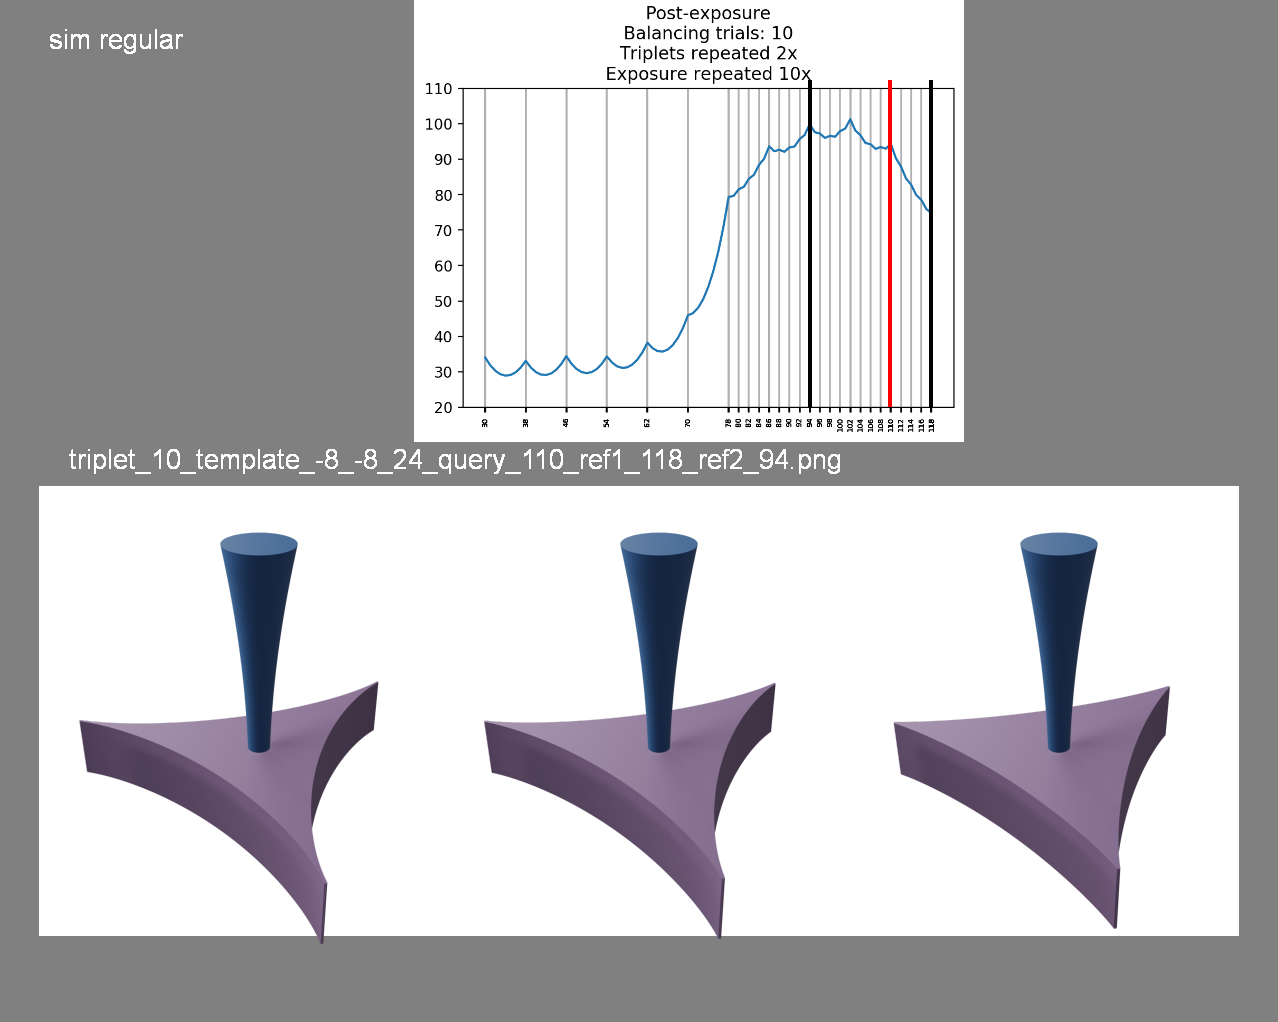 sim regular
Post-exposure
Balancing trials: 10
Triplets repeated 2x
Exposure repeated 10x
110
100
90
80
70
60
50
40
30
20
30 38 46 54 62 70 78 80 82 84 86 88 90 92 94 96 98 100 102 104 106 108 110 112 114 116 118
triplet_10_template_-8_-8_24_query_110_ref1_118_ref2_94.png